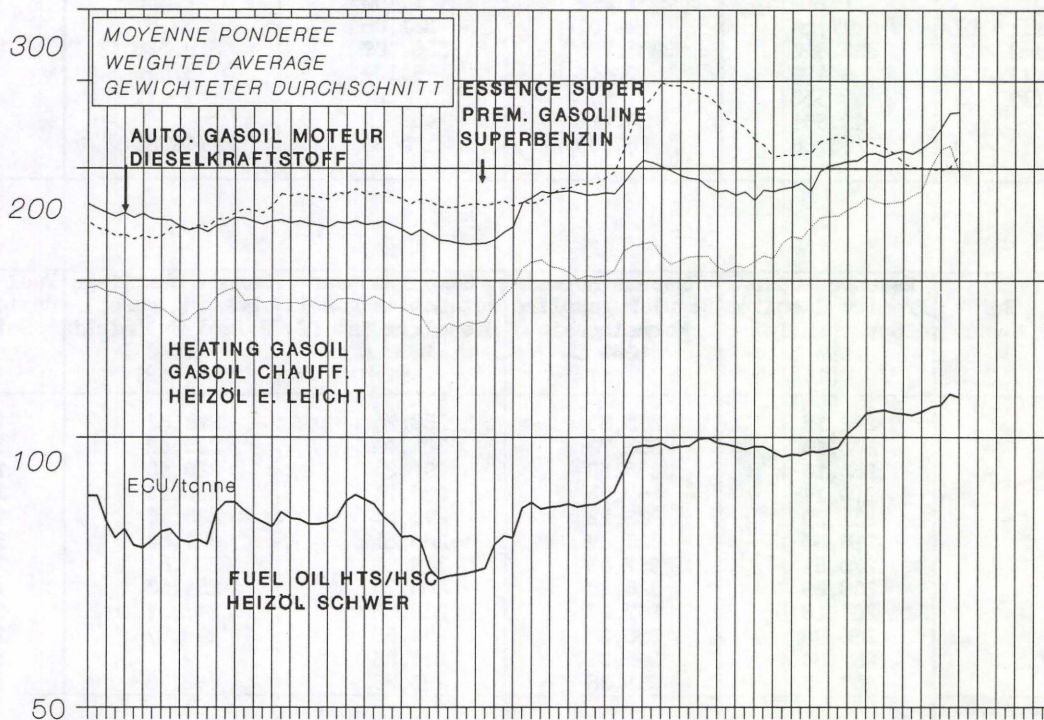 300
MOYENNE PONDEREE
WEIGHTED AVERAGE
GEWICHTETER DURCHSCHNITT
ESSENCE SUPER
PREM. GASOLINE
SUPERBENZIN
AUTO. GASOIL MOTEUR
DIESELKRAFTSTOFF
200
HEATING GASOIL
GASOIL CHAUFF.
HEIZÖL E. LEICHT
100
ECU/tonne
FUEL OIL HTS/HSC
HEIZÖL SCHWER
50